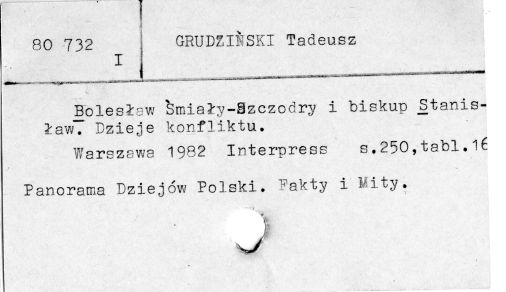 80 732
I
GRUDZIŃSKI Tadeusz
Bolesław Śmiały-Szczodry i biskup Stanis-
ław. Dzieje konfliktu.
Warszawa 1982 Interpress s.250,tabl.16
Panorama Dziejów Polski. Fakty i Mity.